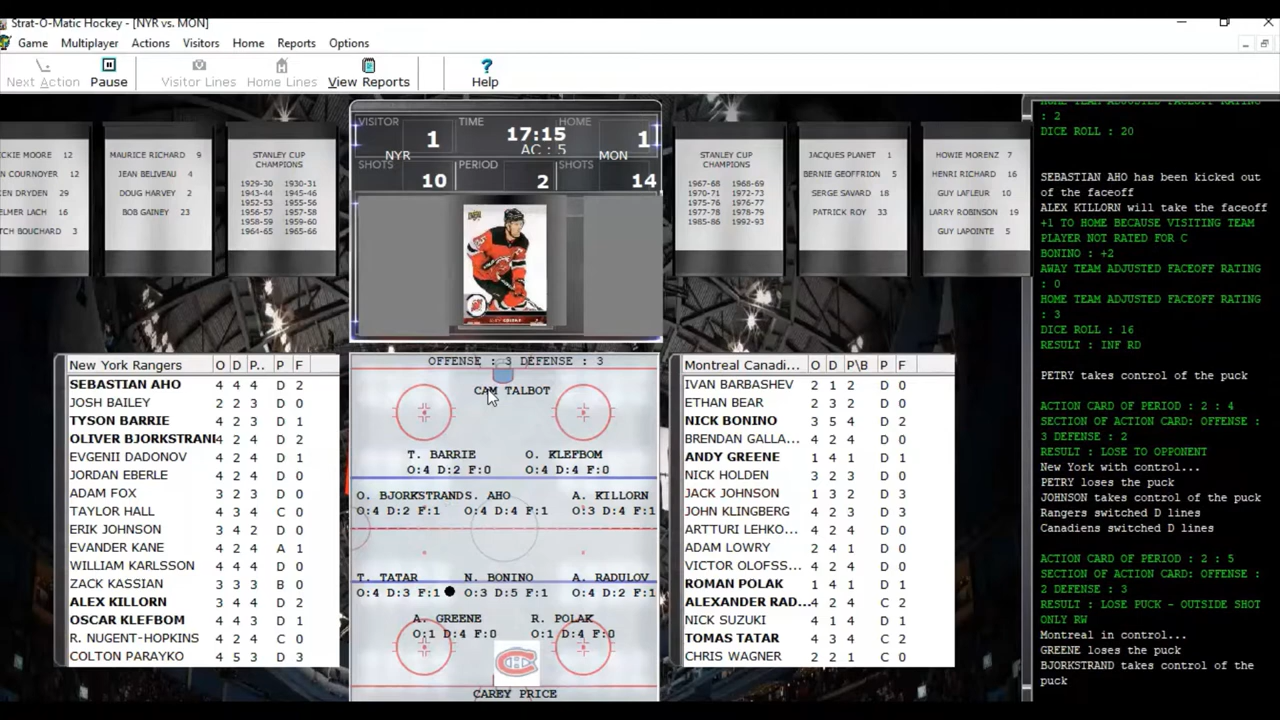 Strat-O-Matic Hockey - [NYR vs. MON]
Game Multiplayer Actions Visitors Home Reports Options
Next Action Pause Visitor Lines Home Lines View Reports Help
ICKIE MOORE 12
N COURNOYER 12
EN DRYDEN 29
ELMER LACH 16
TCH BOUCHARD 3
MAURICE RICHARD 9
JEAN BELIVEAU 4
DOUG HARVEY 2
BOB GAINEY 23
STANLEY CUP
CHAMPIONS
1929-30 1930-31
1943-44 1945-46
1952-53 1955-56
1956-57 1957-58
1958-59 1959-60
1964-65 1965-66
VISITOR 1 TIME 17:15 HOME 1
NYR AC : 5 MON
SHOTS 10 PERIOD 2 SHOTS 14
STANLEY CUP
CHAMPIONS
1967-68 1968-69
1970-71 1972-73
1975-76 1976-77
1977-78 1978-79
1985-86 1992-93
JACQUES PLANET 1
BERNIE GEOFFRION 5
SERGE SAVARD 18
PATRICK ROY 33
HOWIE MORENZ 7
HENRI RICHARD 16
GUY LAFLEUR 10
LARRY ROBINSON 19
GUY LAPOINTE 5
New York Rangers O D P.. P F
SEBASTIAN AHO 4 4 4 D 2
JOSH BAILEY 2 2 3 D 0
TYSON BARRIE 4 2 3 D 1
OLIVER BJORKSTRANI 4 2 4 D 2
EVGENII DADONOV 4 2 4 D 1
JORDAN EBERLE 4 2 4 D 0
ADAM FOX 3 2 3 D 0
TAYLOR HALL 4 3 4 C 0
ERIK JOHNSON 3 4 2 D 0
EVANDER KANE 4 2 4 A 1
WILLIAM KARLSSON 4 4 4 D 0
ZACK KASSIAN 3 3 3 B 0
ALEX KILLORN 3 4 4 D 2
OSCAR KLEFBOM 4 4 3 D 1
R. NUGENT-HOPKINS 4 2 4 C 0
COLTON PARAYKO 4 5 3 D 3
OFFENSE : 3 DEFENSE : 3
CAM TALBOT
T. BARRIE O. KLEFBOM
O:4 D:2 F:0 O:4 D:4 F:0
O. BJORKSTRAND S. AHO A. KILLORN
O:4 D:2 F:1 O:4 D:4 F:1 O:3 D:4 F:1
T. TATAR N. BONINO A. RADULOV
O:4 D:3 F:1 O:3 D:5 F:1 O:4 D:2 F:1
A. GREENE R. POLAK
O:1 D:4 F:0 O:1 D:4 F:0
CAREY PRICE
Montreal Canadi... O D P\B P F
IVAN BARBASHEV 2 1 2 D 0
ETHAN BEAR 2 3 2 D 0
NICK BONINO 3 5 4 D 2
BRENDAN GALLA... 4 2 4 D 0
ANDY GREENE 1 4 1 D 1
NICK HOLDEN 3 2 3 D 0
JACK JOHNSON 1 3 2 D 3
JOHN KLINGBERG 4 2 3 D 3
ARTTURI LEHKO... 2 4 4 D 0
ADAM LOWRY 2 4 1 D 0
VICTOR OLOFSS... 4 2 4 D 0
ROMAN POLAK 1 4 1 D 1
ALEXANDER RAD... 4 2 4 C 2
NICK SUZUKI 4 1 4 D 1
TOMAS TATAR 4 3 4 C 2
CHRIS WAGNER 2 2 1 C 0
HOME TEAM ADJUSTED FACEOFF RATING
: 2
DICE ROLL : 20
SEBASTIAN AHO has been kicked out
of the faceoff
ALEX KILLORN will take the faceoff
+1 TO HOME BECAUSE VISITING TEAM
PLAYER NOT RATED FOR C
BONINO : +2
AWAY TEAM ADJUSTED FACEOFF RATING
: 0
HOME TEAM ADJUSTED FACEOFF RATING
: 3
DICE ROLL : 16
RESULT : INF RD
PETRY takes control of the puck
ACTION CARD OF PERIOD : 2 : 4
SECTION OF ACTION CARD: OFFENSE :
3 DEFENSE : 2
RESULT : LOSE TO OPPONENT
New York with control...
PETRY loses the puck
JOHNSON takes control of the puck
Rangers switched D lines
Canadiens switched D lines
ACTION CARD OF PERIOD : 2 : 5
SECTION OF ACTION CARD: OFFENSE :
2 DEFENSE : 3
RESULT : LOSE PUCK - OUTSIDE SHOT
ONLY RW
Montreal in control...
GREENE loses the puck
BJORKSTRAND takes control of the
puck